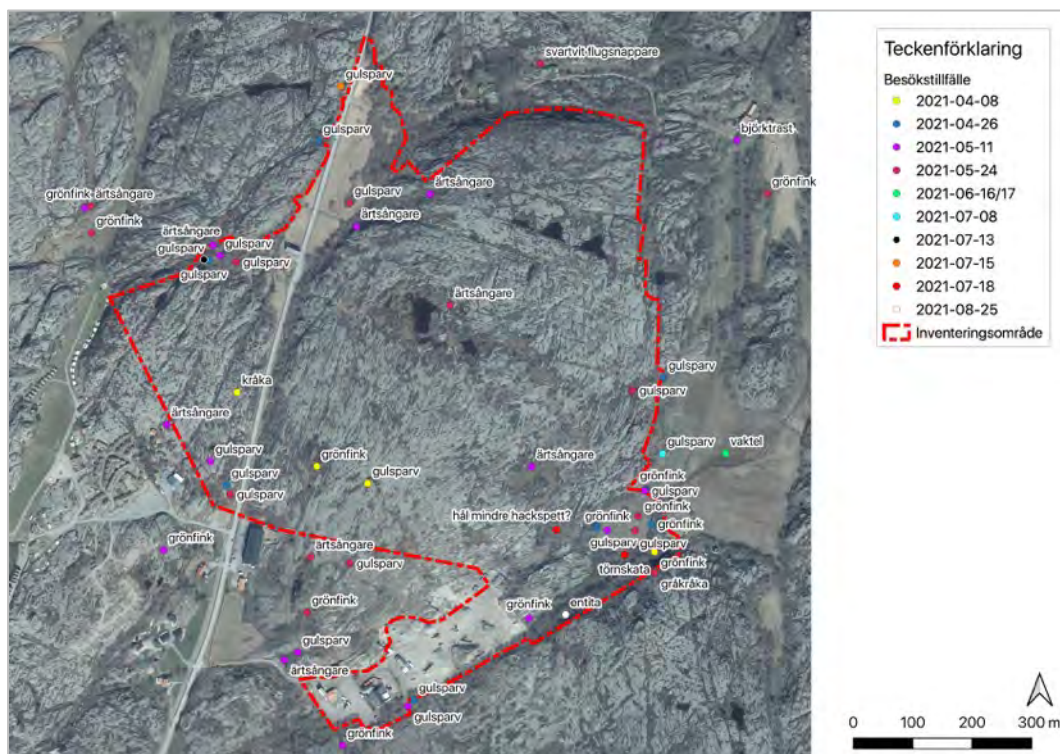 svartvit flugsnappare
gulsparv
gulsparv
björktrast
ärtsångare
grönfink
grönfink ärtsångare
gulsparv
ärtsångare
grönfink
ärtsångare
gulsparv
gulsparv
gulsparv
gulsparv
ärtsångare
gulsparv
kråka
gulsparv
ärtsångare
gulsparv
gulsparv
vaktel
grönfink
ärtsångare
gulsparv
grönfink
gulsparv
gulsparv
gulsparv
hål mindre hackspett?
grönfink
grönfink
grönfink
gulsparv
gulsparv
grönfink
ärtsångare
gulsparv
törnskata
grönfink
gråkråka
grönfink
grönfink
entita
gulsparv
ärtsångare
gulsparv
gulsparv
grönfink
Teckenförklaring
Besökstillfälle
2021-04-08
2021-04-26
2021-05-11
2021-05-24
2021-06-16/17
2021-07-08
2021-07-13
2021-07-15
2021-07-18
2021-08-25
Inventeringsområde
0 100 200 300 m